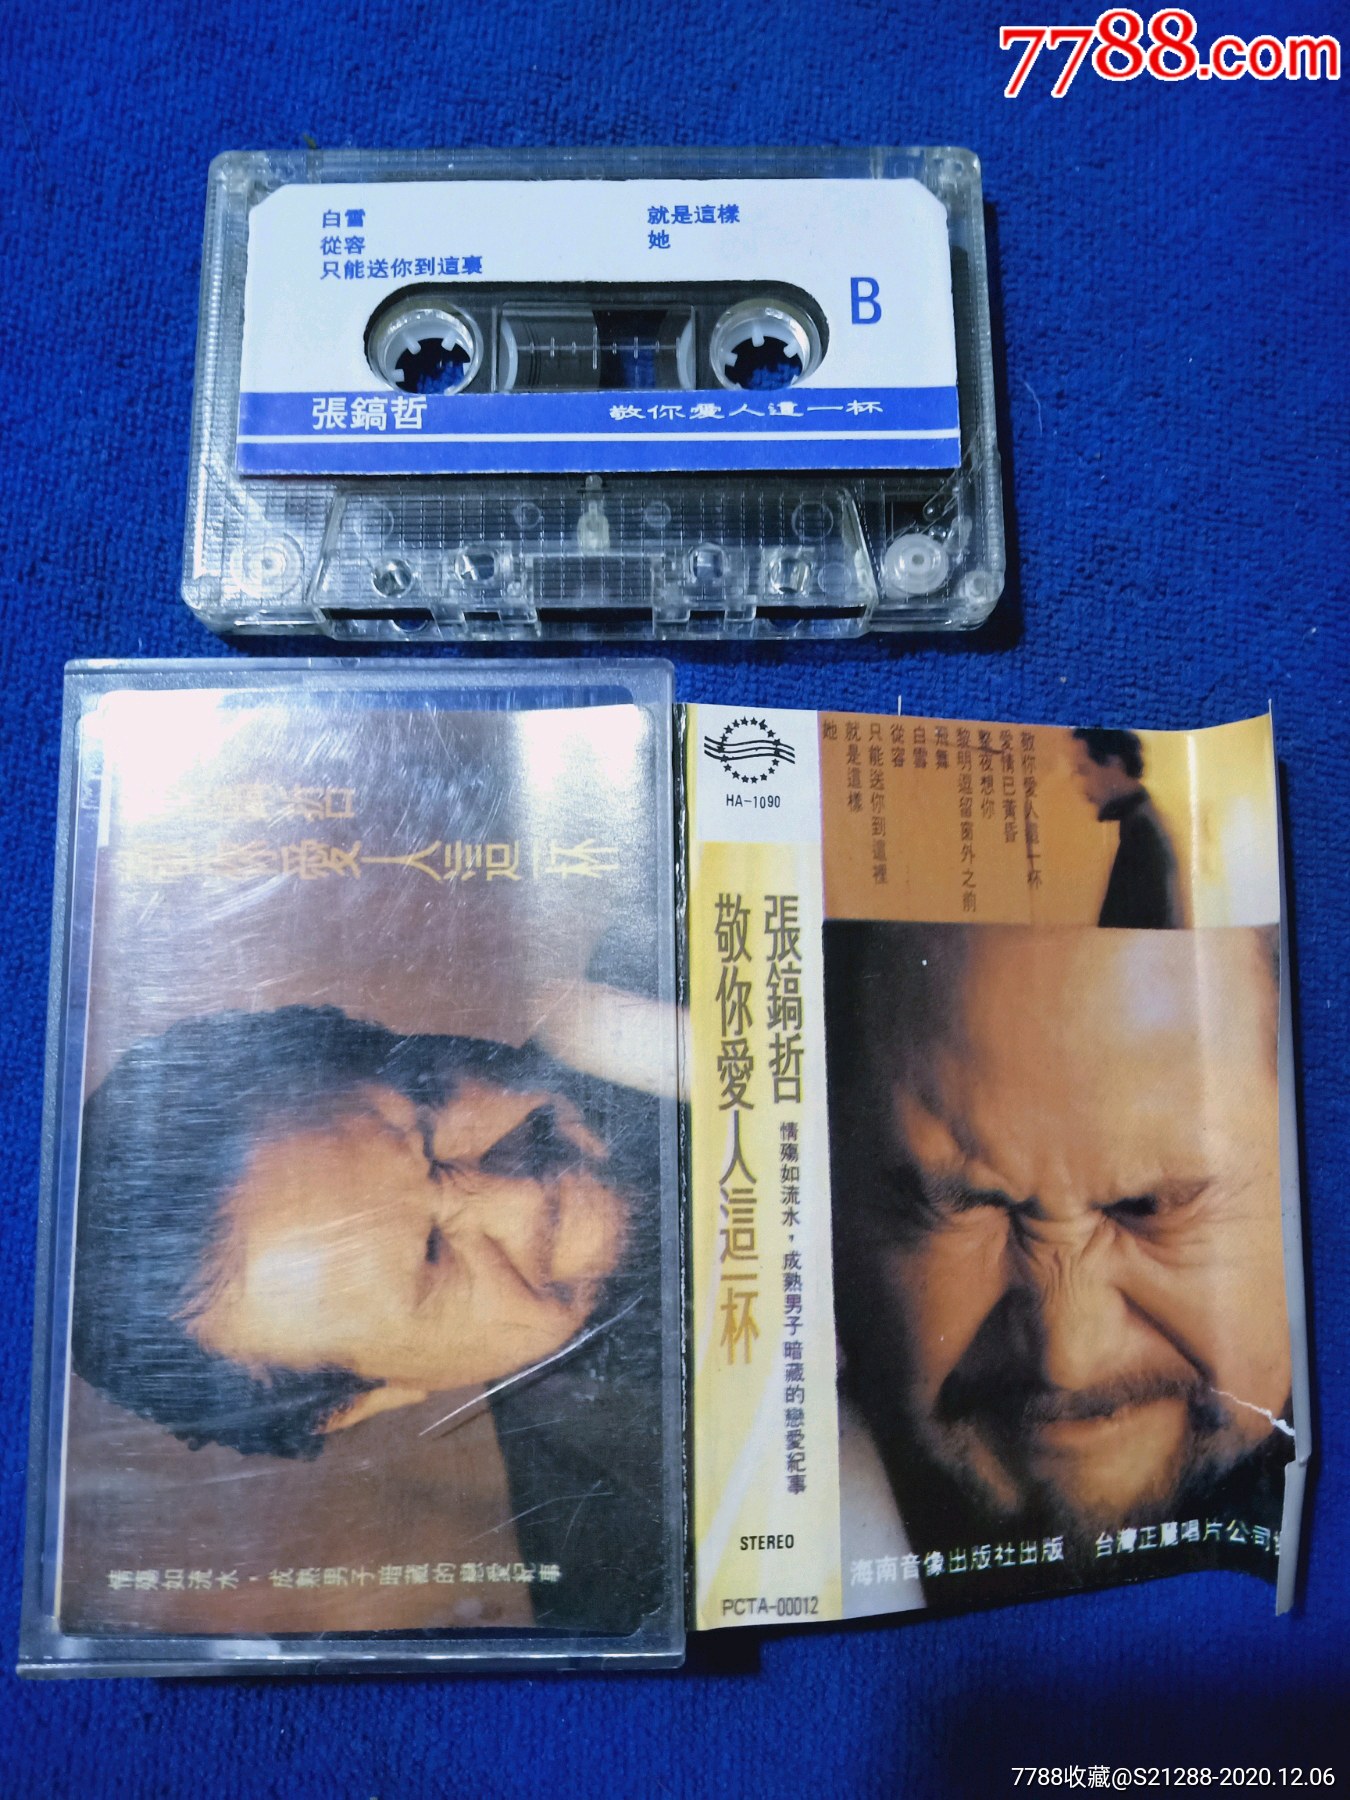 7788.com
白雪
從容
只能送你到這裏
就是這樣
她
B
張鎬哲
敬你愛人這一杯
愛人這一杯
情殤如流水，成熟男子暗藏的戀愛紀事
HA-1090
敬你愛人這一杯
愛情已黃昏
整夜想你
黎明逗留窗外之前
飛舞
白雪
從容
只能送你到這裡
就是這樣
她
張鎬哲
敬你愛人這一杯
情殤如流水，成熟男子暗藏的戀愛紀事
STEREO
PCTA-00012
海南音像出版社出版 台灣正麗唱片公司
7788收藏@S21288-2020.12.06